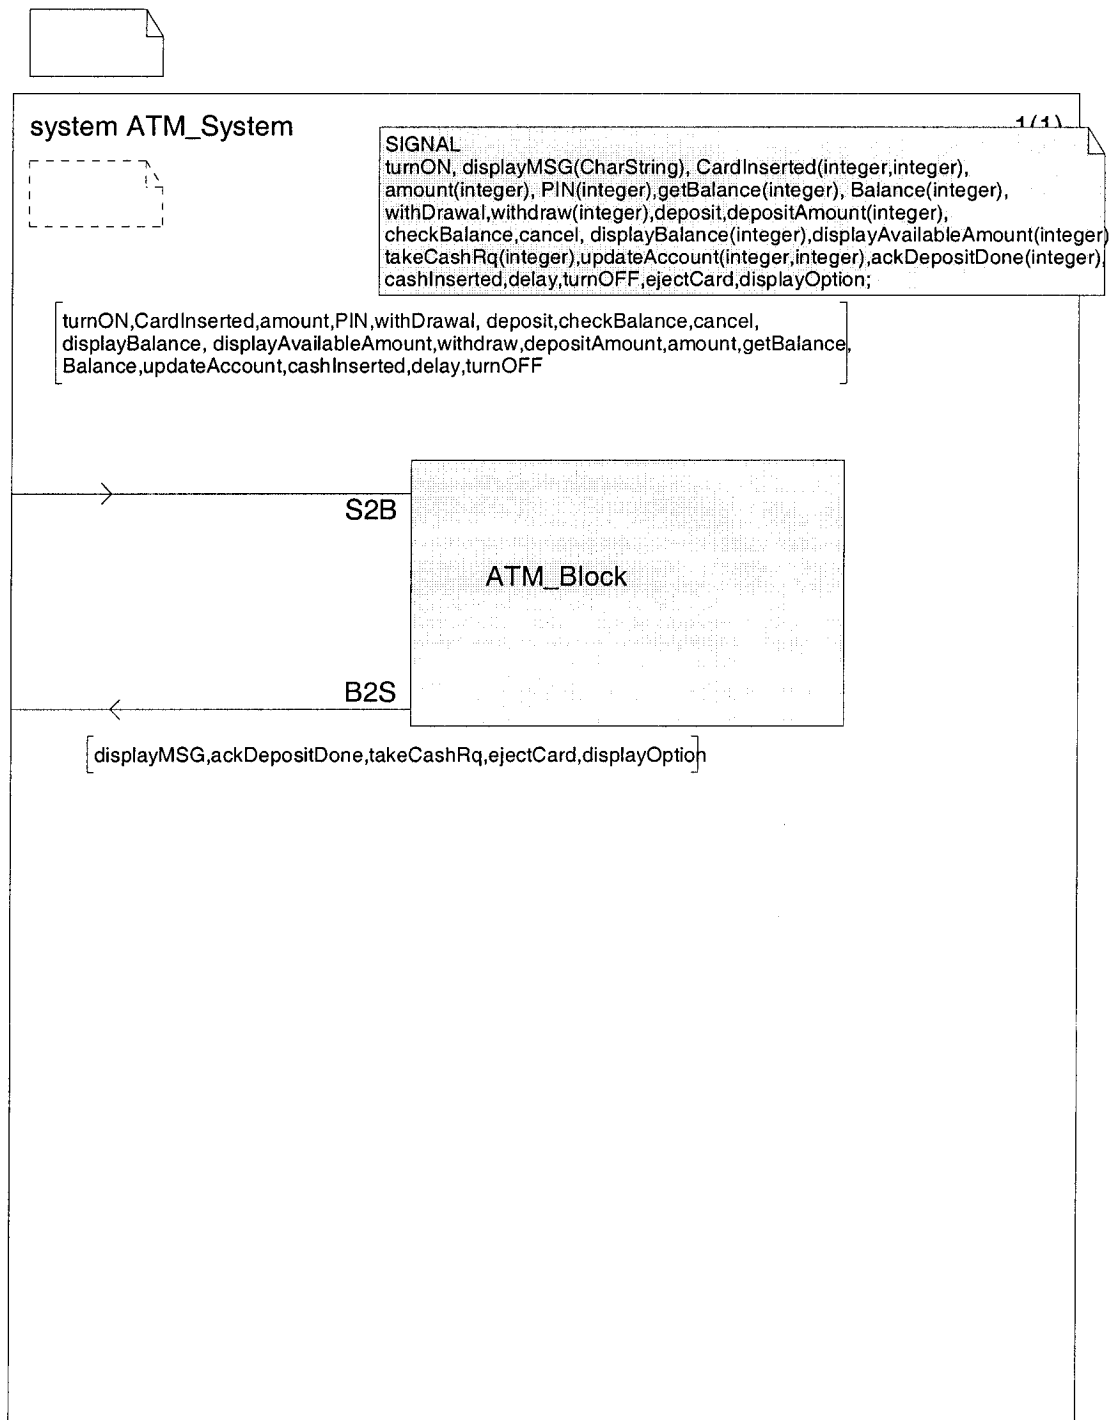 system ATM_System
1(1)
SIGNAL
turnON, displayMSG(CharString), CardInserted(integer,integer),
amount(integer), PIN(integer),getBalance(integer), Balance(integer),
withDrawal,withdraw(integer),deposit,depositAmount(integer),
checkBalance,cancel, displayBalance(integer),displayAvailableAmount(integer)
takeCashRq(integer),updateAccount(integer,integer),ackDepositDone(integer),
cashInserted,delay,turnOFF,ejectCard,displayOption;
turnON,CardInserted,amount,PIN,withDrawal, deposit,checkBalance,cancel,
displayBalance, displayAvailableAmount,withdraw,depositAmount,amount,getBalance,
Balance,updateAccount,cashInserted,delay,turnOFF
S2B
ATM_Block
B2S
displayMSG,ackDepositDone,takeCashRq,ejectCard,displayOption